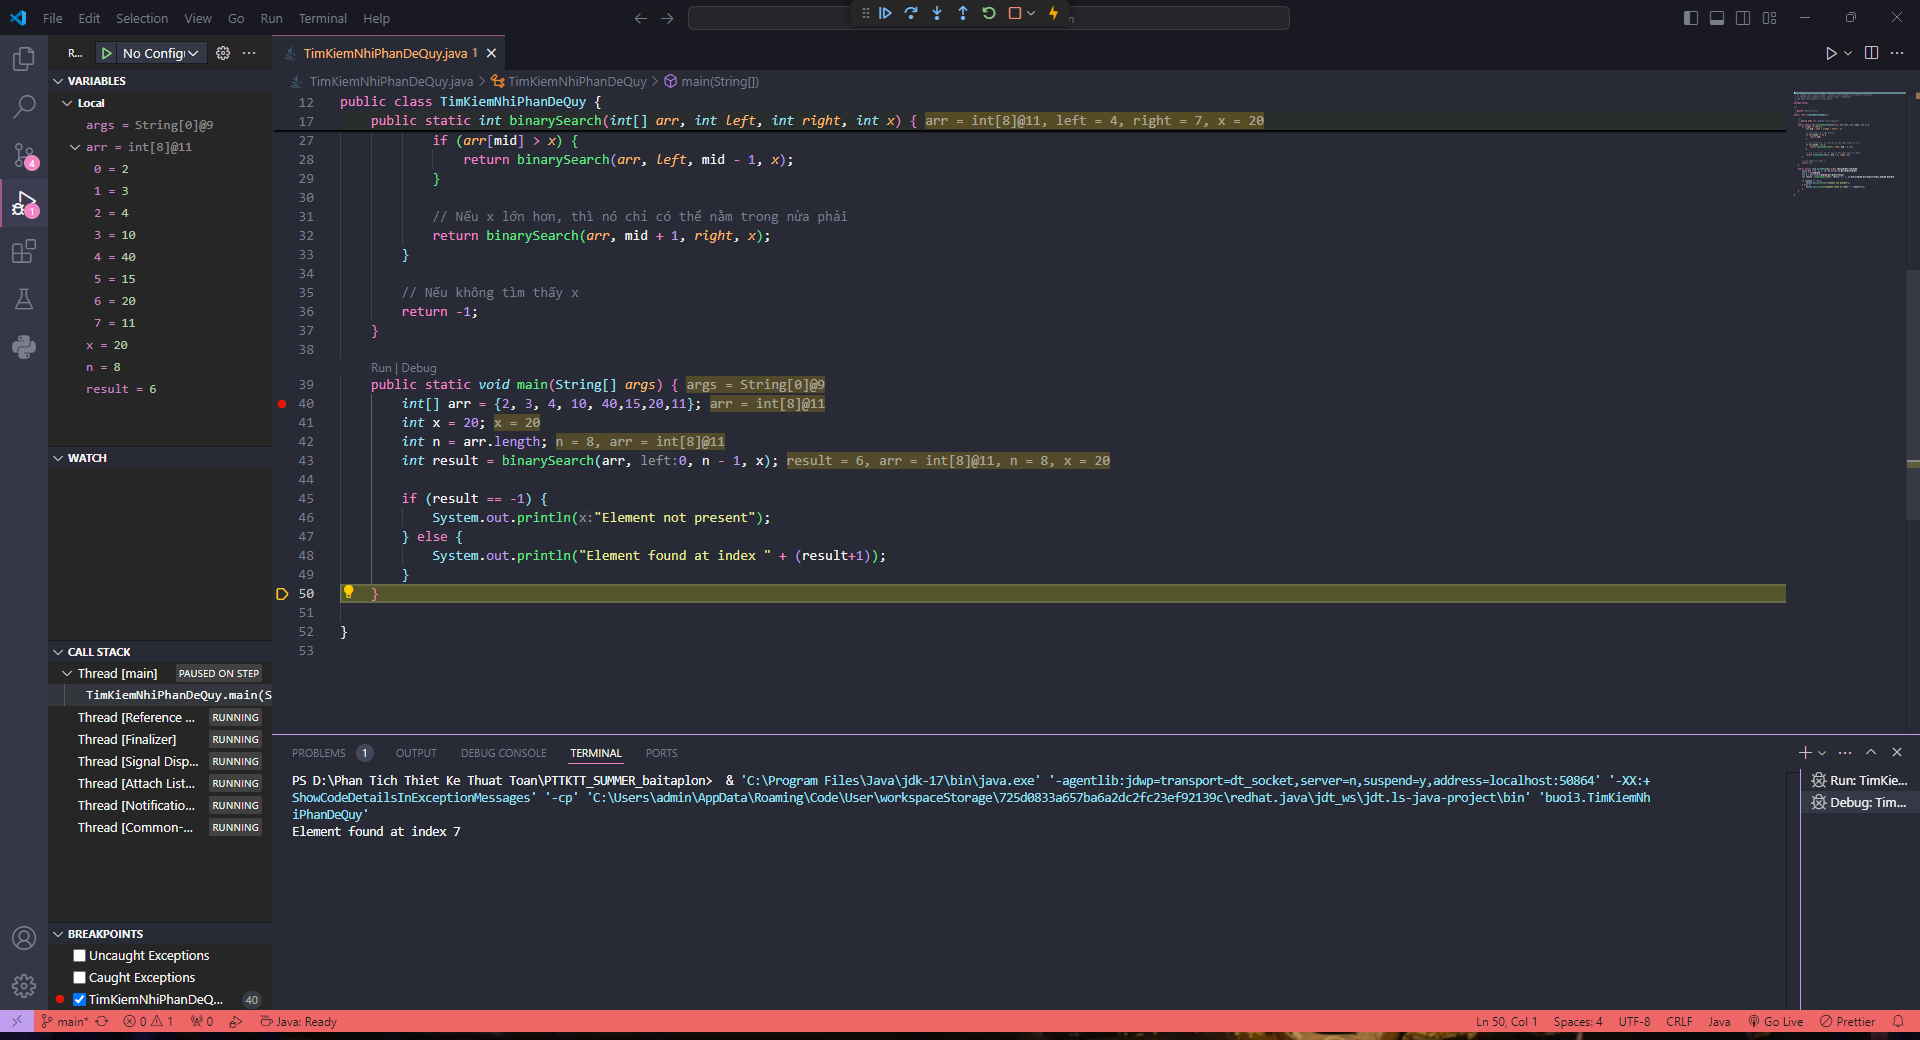 File Edit Selection View Go Run Terminal Help
R... No Config
TimKiemNhiPhanDeQuy.java 1
TimKiemNhiPhanDeQuy.java > TimKiemNhiPhanDeQuy > main(String[])
VARIABLES
Local
args = String[0]@9
arr = int[8]@11
0 = 2
1 = 3
2 = 4
3 = 10
4 = 40
5 = 15
6 = 20
7 = 11
x = 20
n = 8
result = 6
WATCH
CALL STACK
Thread [main] PAUSED ON STEP
TimKiemNhiPhanDeQuy.main(S
Thread [Reference ... RUNNING
Thread [Finalizer] RUNNING
Thread [Signal Disp... RUNNING
Thread [Attach List... RUNNING
Thread [Notificatio... RUNNING
Thread [Common-... RUNNING
BREAKPOINTS
Uncaught Exceptions
Caught Exceptions
TimKiemNhiPhanDeQ... 40
4
1
12 public class TimKiemNhiPhanDeQuy {
17 public static int binarySearch(int[] arr, int left, int right, int x) { arr = int[8]@11, left = 4, right = 7, x = 20
27 if (arr[mid] > x) {
28 return binarySearch(arr, left, mid - 1, x);
29 }
30
31 // Nếu x lớn hơn, thì nó chỉ có thể nằm trong nửa phải
32 return binarySearch(arr, mid + 1, right, x);
33 }
34
35 // Nếu không tìm thấy x
36 return -1;
37 }
38
Run | Debug
39 public static void main(String[] args) { args = String[0]@9
40 int[] arr = {2, 3, 4, 10, 40,15,20,11}; arr = int[8]@11
41 int x = 20; x = 20
42 int n = arr.length; n = 8, arr = int[8]@11
43 int result = binarySearch(arr, left:0, n - 1, x); result = 6, arr = int[8]@11, n = 8, x = 20
44
45 if (result == -1) {
46 System.out.println(x:"Element not present");
47 } else {
48 System.out.println("Element found at index " + (result+1));
49 }
50 }
51
52 }
53
PROBLEMS 1 OUTPUT DEBUG CONSOLE TERMINAL PORTS
PS D:\Phan Tich Thiet Ke Thuat Toan\PTTKTT_SUMMER_baitaplon> & 'C:\Program Files\Java\jdk-17\bin\java.exe' '-agentlib:jdwp=transport=dt_socket,server=n,suspend=y,address=localhost:50864' '-XX:+
ShowCodeDetailsInExceptionMessages' '-cp' 'C:\Users\admin\AppData\Roaming\Code\User\workspaceStorage\725d0833a657ba6a2dc2fc23ef92139c\redhat.java\jdt_ws\jdt.ls-java-project\bin' 'buoi3.TimKiemNh
iPhanDeQuy'
Element found at index 7
Run: TimKie...
Debug: Tim...
main* 0 1 0 Java: Ready
Ln 50, Col 1 Spaces: 4 UTF-8 CRLF Java Go Live Prettier